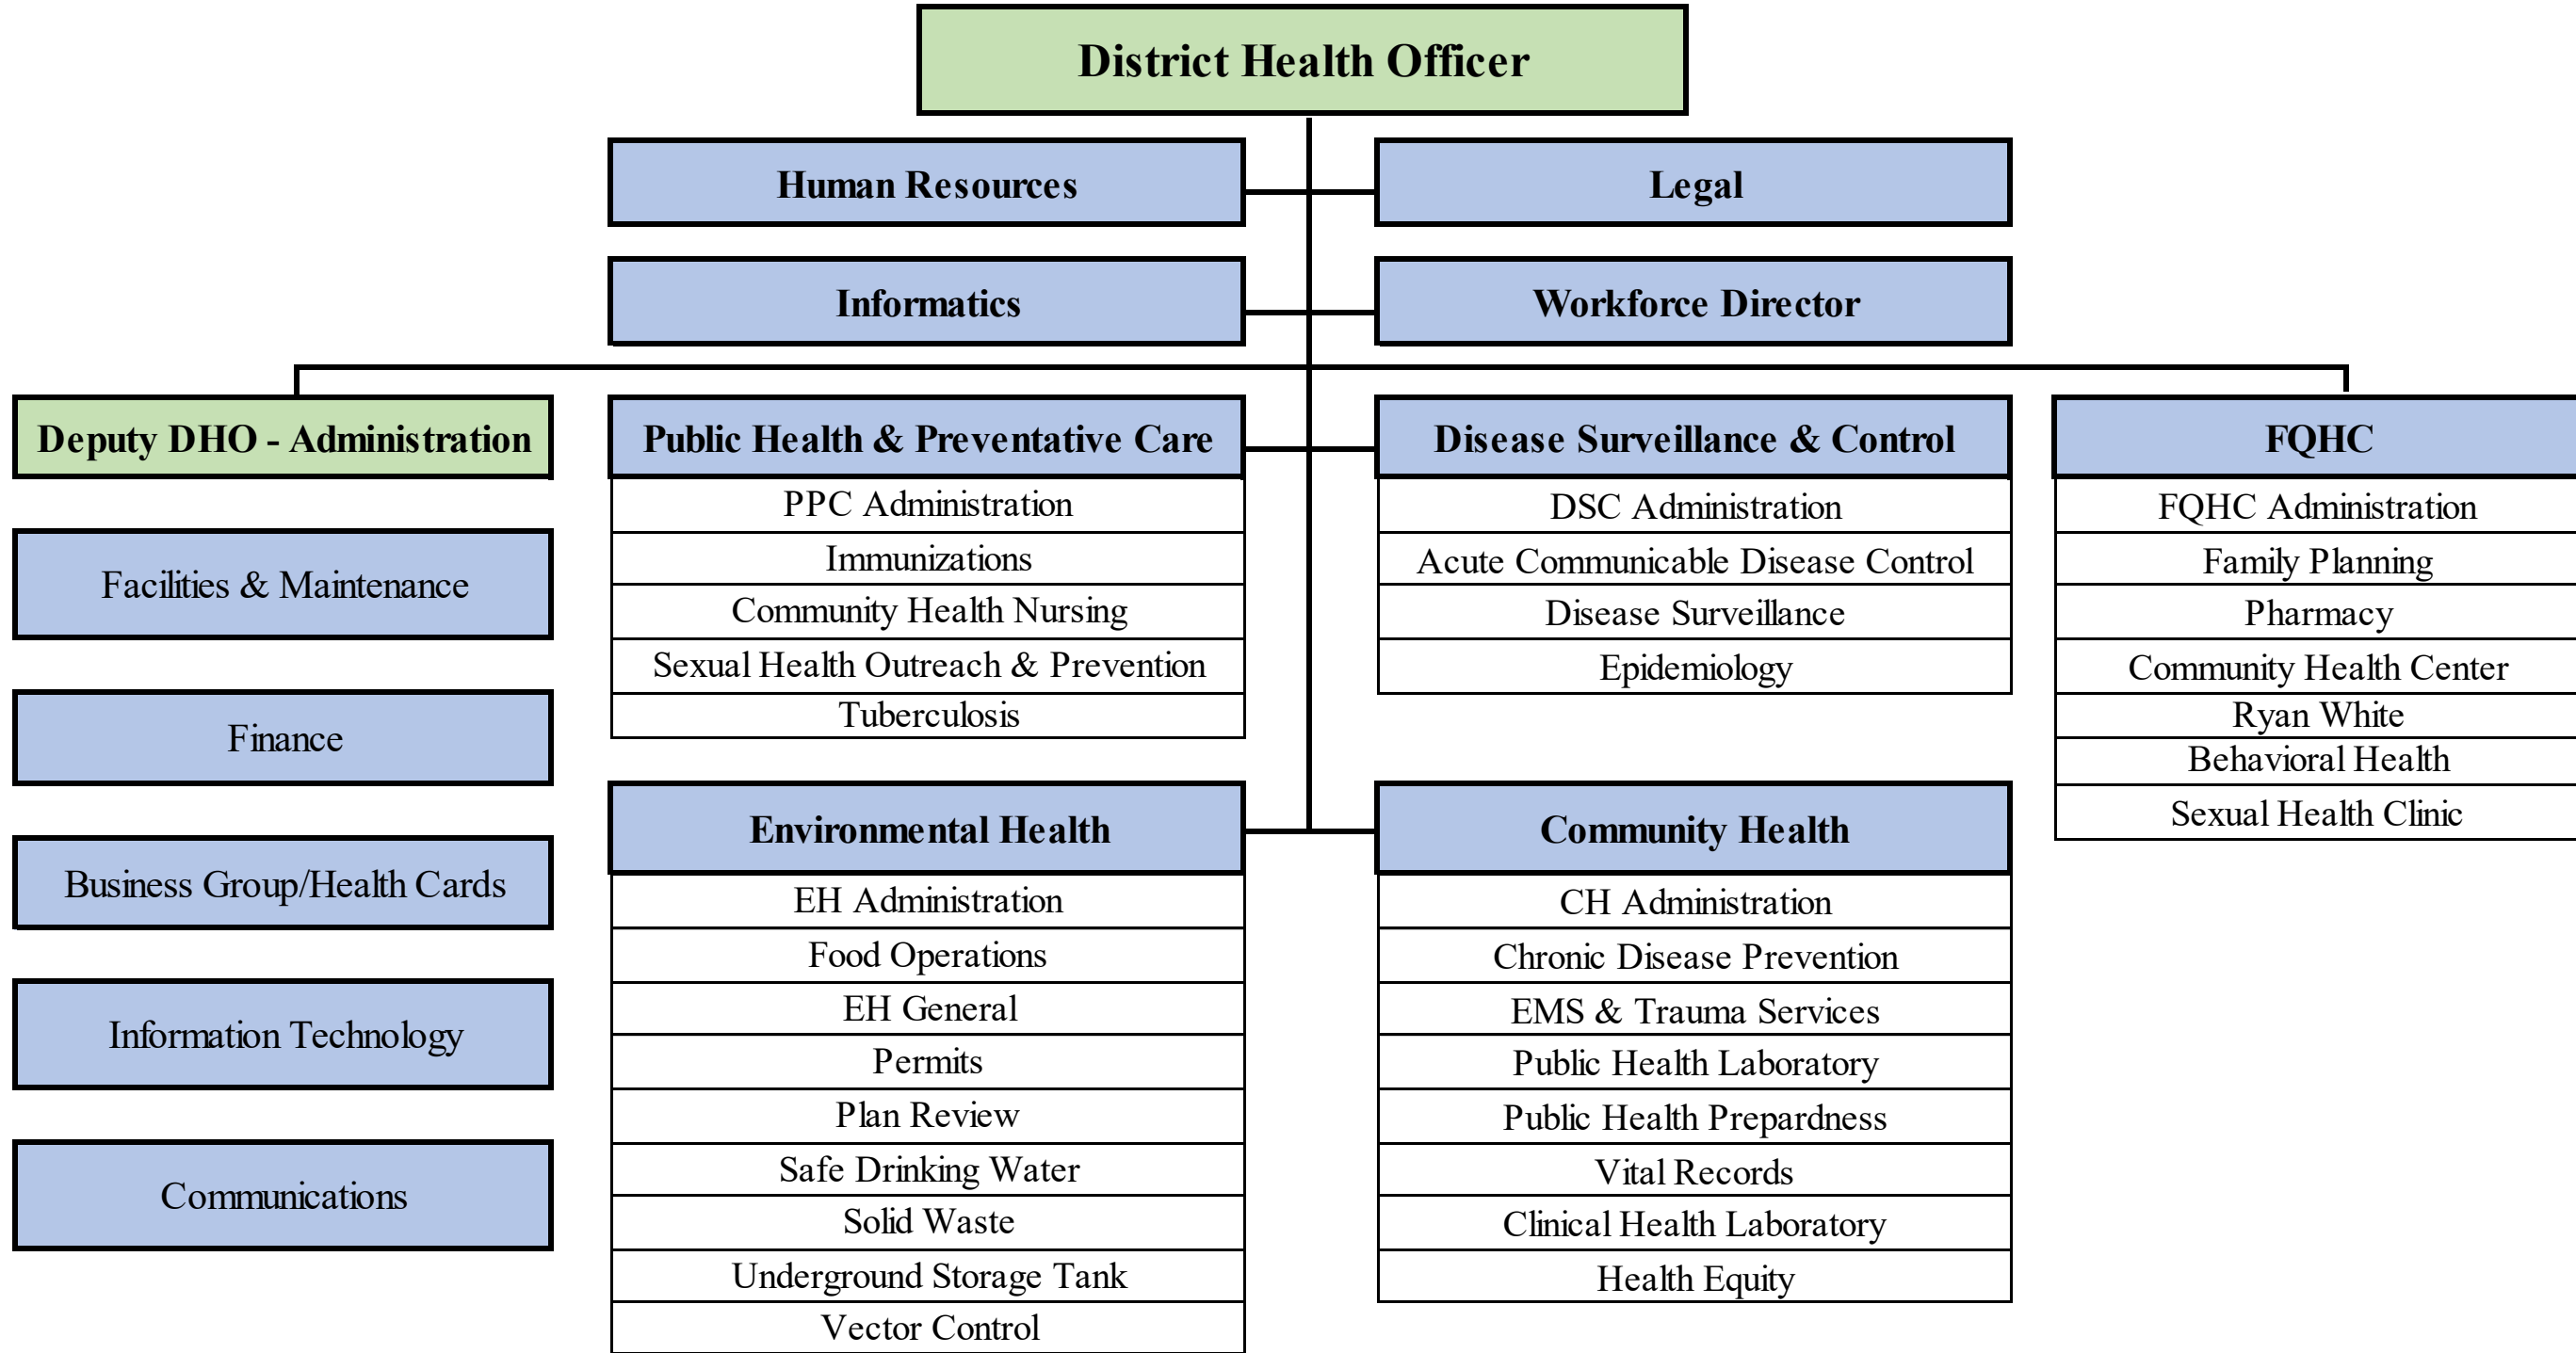 District Health Officer
Human Resources
Legal
Informatics
Workforce Director
Deputy DHO - Administration
Facilities & Maintenance
Finance
Business Group/Health Cards
Information Technology
Communications
Public Health & Preventative Care
PPC Administration
Immunizations
Community Health Nursing
Sexual Health Outreach & Prevention
Tuberculosis
Disease Surveillance & Control
DSC Administration
Acute Communicable Disease Control
Disease Surveillance
Epidemiology
FQHC
FQHC Administration
Family Planning
Pharmacy
Community Health Center
Ryan White
Behavioral Health
Sexual Health Clinic
Environmental Health
EH Administration
Food Operations
EH General
Permits
Plan Review
Safe Drinking Water
Solid Waste
Underground Storage Tank
Vector Control
Community Health
CH Administration
Chronic Disease Prevention
EMS & Trauma Services
Public Health Laboratory
Public Health Prepardness
Vital Records
Clinical Health Laboratory
Health Equity